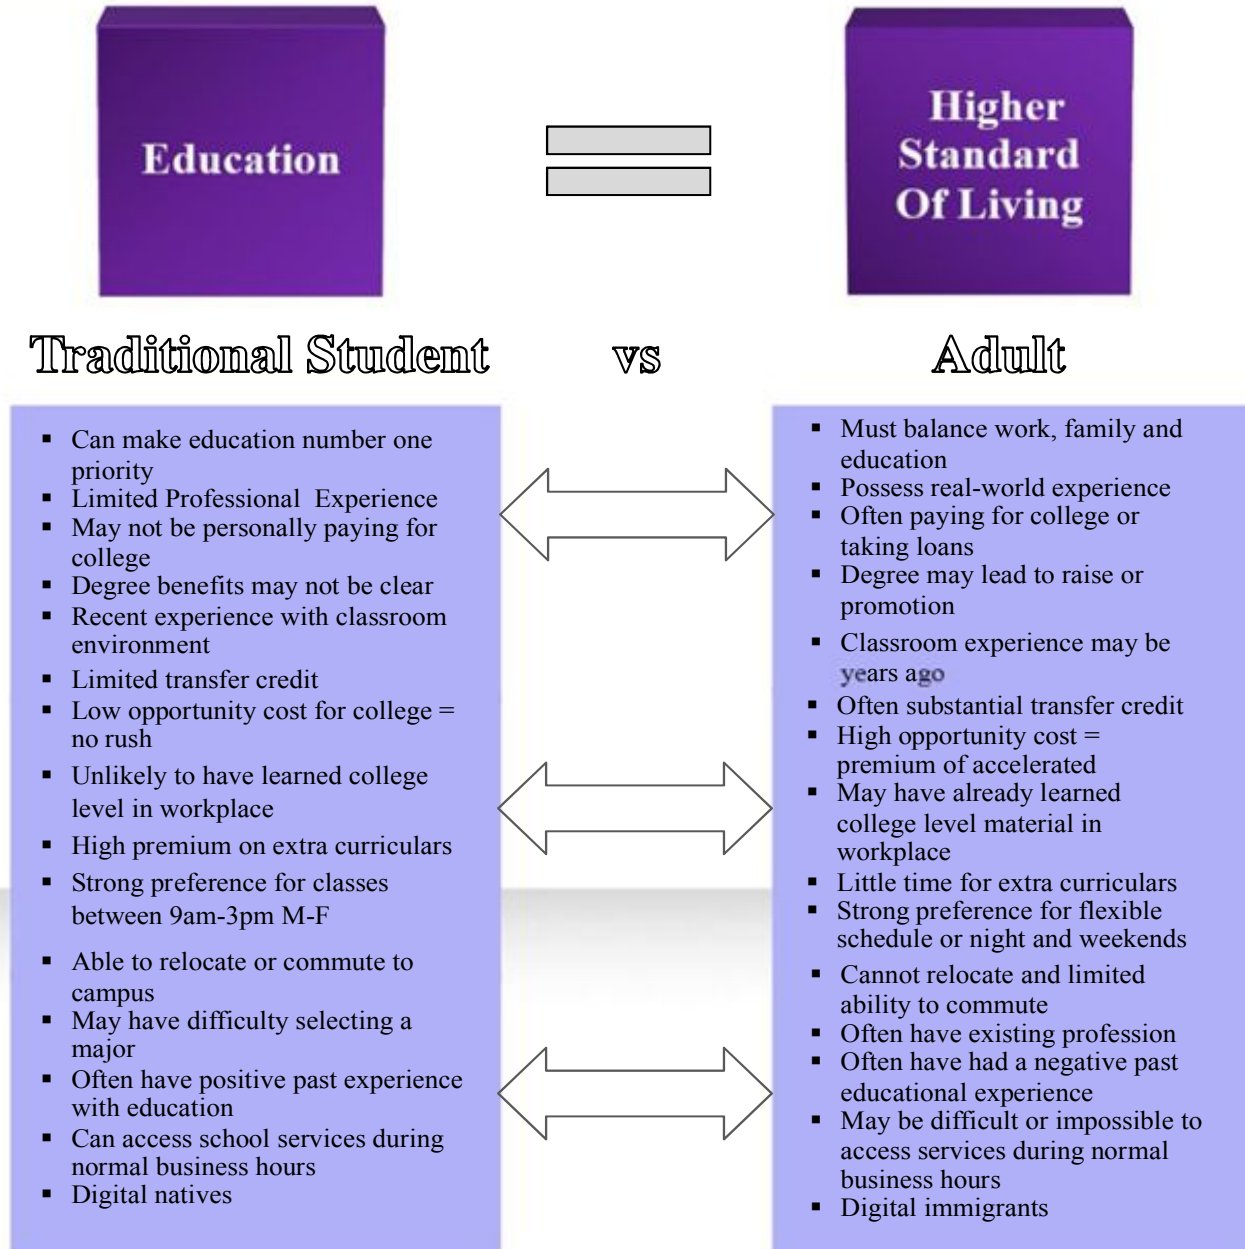 Education
Higher
Standard
Of Living
Traditional Student
vs
Adult
▪ Can make education number one
priority
▪ Limited Professional Experience
▪ May not be personally paying for
college
▪ Degree benefits may not be clear
▪ Recent experience with classroom
environment
▪ Limited transfer credit
▪ Low opportunity cost for college =
no rush
▪ Unlikely to have learned college
level in workplace
▪ High premium on extra curriculars
▪ Strong preference for classes
between 9am-3pm M-F
▪ Able to relocate or commute to
campus
▪ May have difficulty selecting a
major
▪ Often have positive past experience
with education
▪ Can access school services during
normal business hours
▪ Digital natives
▪ Must balance work, family and
education
▪ Possess real-world experience
▪ Often paying for college or
taking loans
▪ Degree may lead to raise or
promotion
▪ Classroom experience may be
years ago
▪ Often substantial transfer credit
▪ High opportunity cost =
premium of accelerated
▪ May have already learned
college level material in
workplace
▪ Little time for extra curriculars
▪ Strong preference for flexible
schedule or night and weekends
▪ Cannot relocate and limited
ability to commute
▪ Often have existing profession
▪ Often have had a negative past
educational experience
▪ May be difficult or impossible to
access services during normal
business hours
▪ Digital immigrants